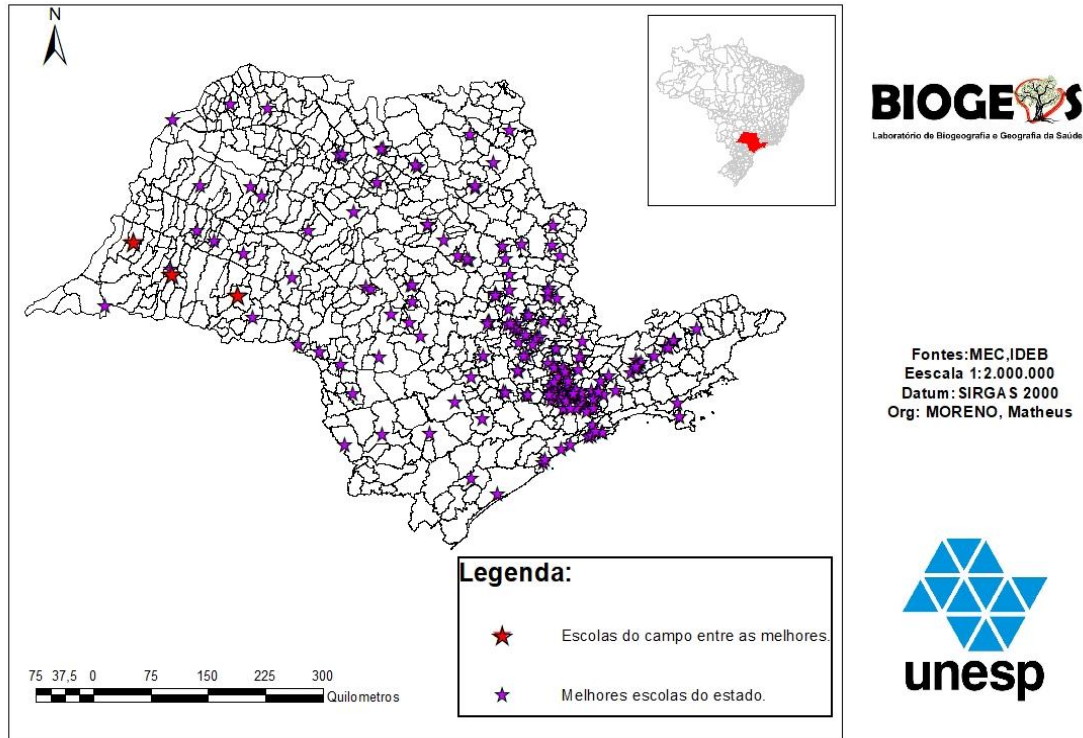 N
BIOGEOS
Laboratório de Biogeografia e Geografia da Saúde
Fontes:MEC,IDEB
Eescala 1:2.000.000
Datum: SIRGAS 2000
Org: MORENO, Matheus
Legenda:
Escolas do campo entre as melhores.
Melhores escolas do estado.
75 37,5 0 75 150 225 300
Quilometros
unesp